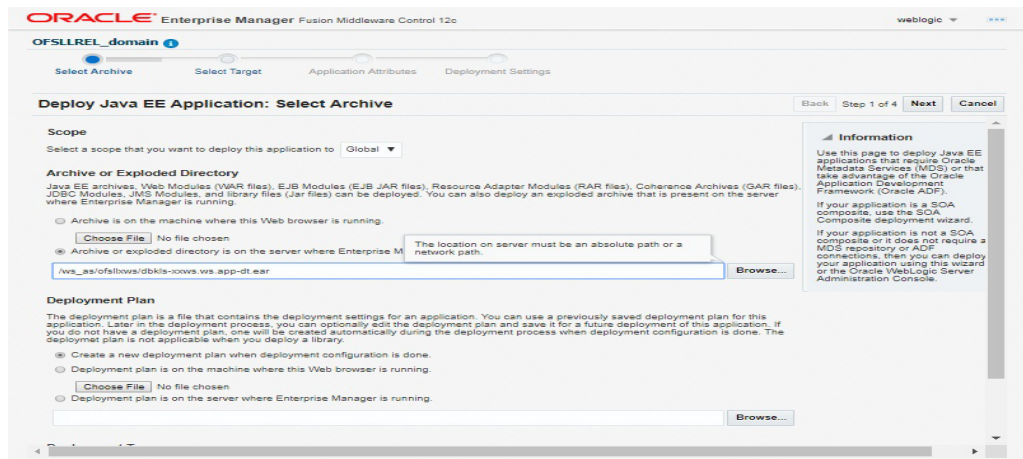 ORACLE Enterprise Manager Fusion Middleware Control 12c
weblogic
OFSLLREL_domain
Select Archive
Select Target
Application Attributes
Deployment Settings
Deploy Java EE Application: Select Archive
Back Step 1 of 4 Next Cancel
Scope
Select a scope that you want to deploy this application to Global
Archive or Exploded Directory
Java EE archives, Web Modules (WAR files), EJB Modules (EJB JAR files), Resource Adapter Modules (RAR files), Coherence Archives (GAR files),
JDBC Modules, JMS Modules, and library files (Jar files) can be deployed. You can also deploy an exploded archive that is present on the server
where Enterprise Manager is running.
Archive is on the machine where this Web browser is running.
Choose File No file chosen
Archive or exploded directory is on the server where Enterprise M
The location on server must be an absolute path or a
network path.
/ws_as/ofsllxws/dbkls-xxws.ws.app-dt.ear
Browse...
Deployment Plan
The deployment plan is a file that contains the deployment settings for an application. You can use a previously saved deployment plan for this
application. Later in the deployment process, you can optionally edit the deployment plan and save it for a future deployment of this application. If
you do not have a deployment plan, one will be created automatically during the deployment process when deployment configuration is done. The
deploymet plan is not applicable when you deploy a library.
Create a new deployment plan when deployment configuration is done.
Deployment plan is on the machine where this Web browser is running.
Choose File No file chosen
Deployment plan is on the server where Enterprise Manager is running.
Browse...
Information
Use this page to deploy Java EE
applications that require Oracle
Metadata Services (MDS) or that
take advantage of the Oracle
Application Development
Framework (Oracle ADF).
If your application is a SOA
composite, use the SOA
Composite deployment wizard.
If your application is not a SOA
composite or it does not require a
MDS repository or ADF
connections, then you can deploy
your application using this wizard
or the Oracle WebLogic Server
Administration Console.